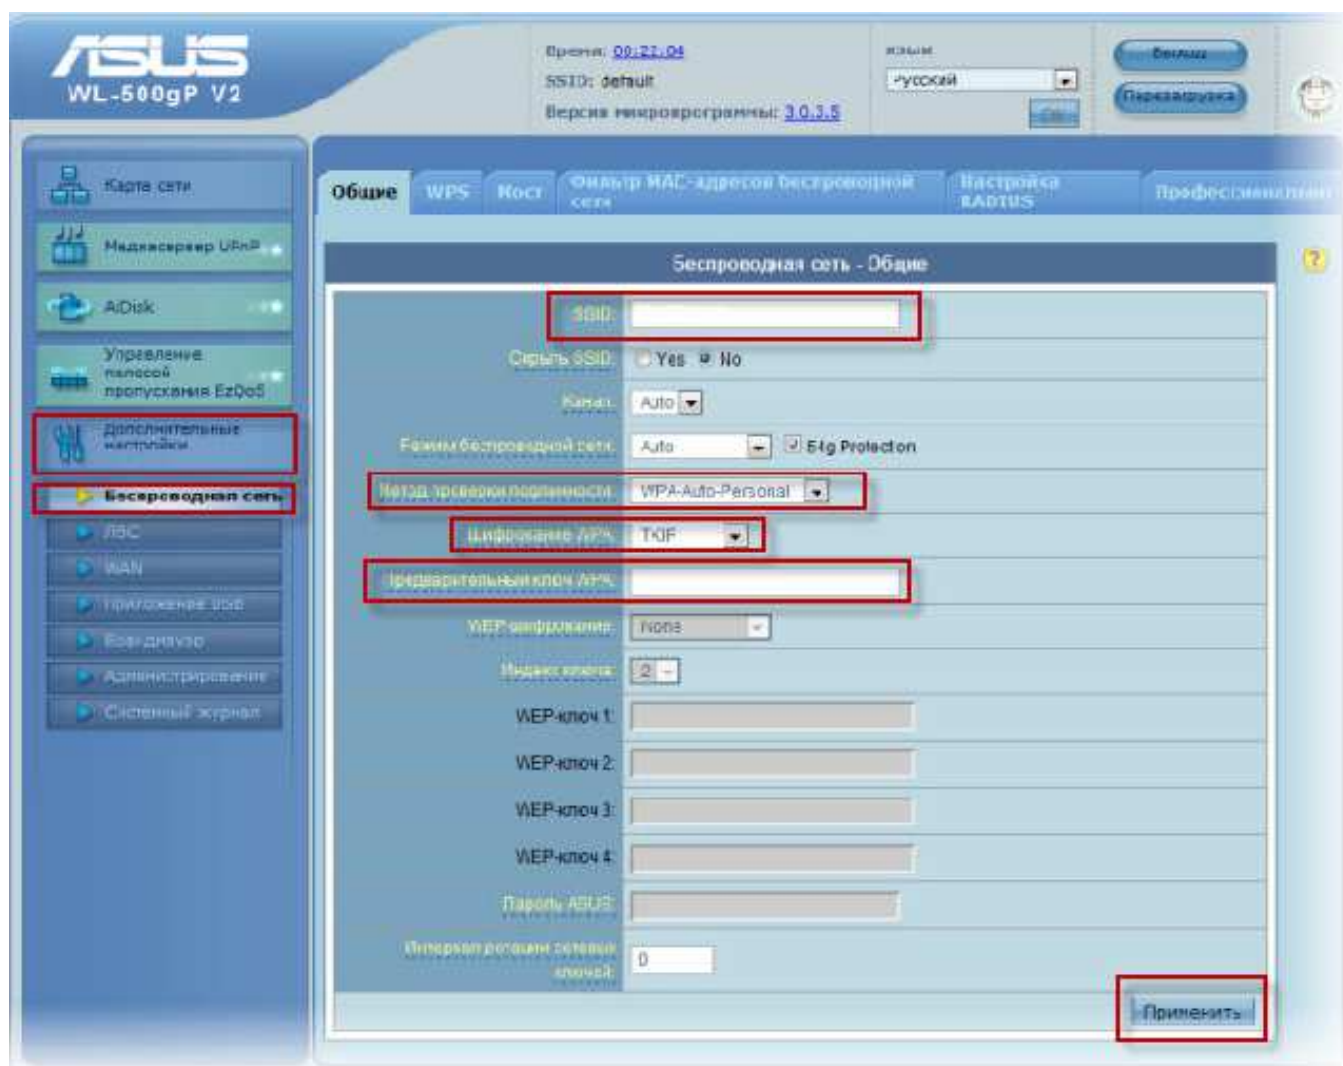 ASUS
WL-500gP V2
Время: 00:22:04
SSID: default
Версия микропрограммы: 3.0.3.5
язык
Русский
Выход
Перезагрузка
Карта сети
Медиасервер UPnP
AiDisk
Управление
полосой
пропускания EzQoS
Дополнительные
настройки
Беспроводная сеть
ЛВС
WAN
Приложение USB
Брандмауэр
Администрирование
Системный журнал
Общие
WPS
Мост
Фильтр MAC-адресов беспроводной
сети
Настройка
RADIUS
Беспроводная сеть - Общие
SSID:
Скрыть SSID: Yes No
Канал: Auto
Режим беспроводной сети: Auto 54g Protection
Метод проверки подлинности: WPA-Auto-Personal
Шифрование WPA: TKIP
Предварительный ключ WPA:
WEP-шифрование: None
Индекс ключа: 2
WEP-ключ 1:
WEP-ключ 2:
WEP-ключ 3:
WEP-ключ 4:
Пароль ASUS:
Интервал ротации сетевых
ключей: 0
Применить